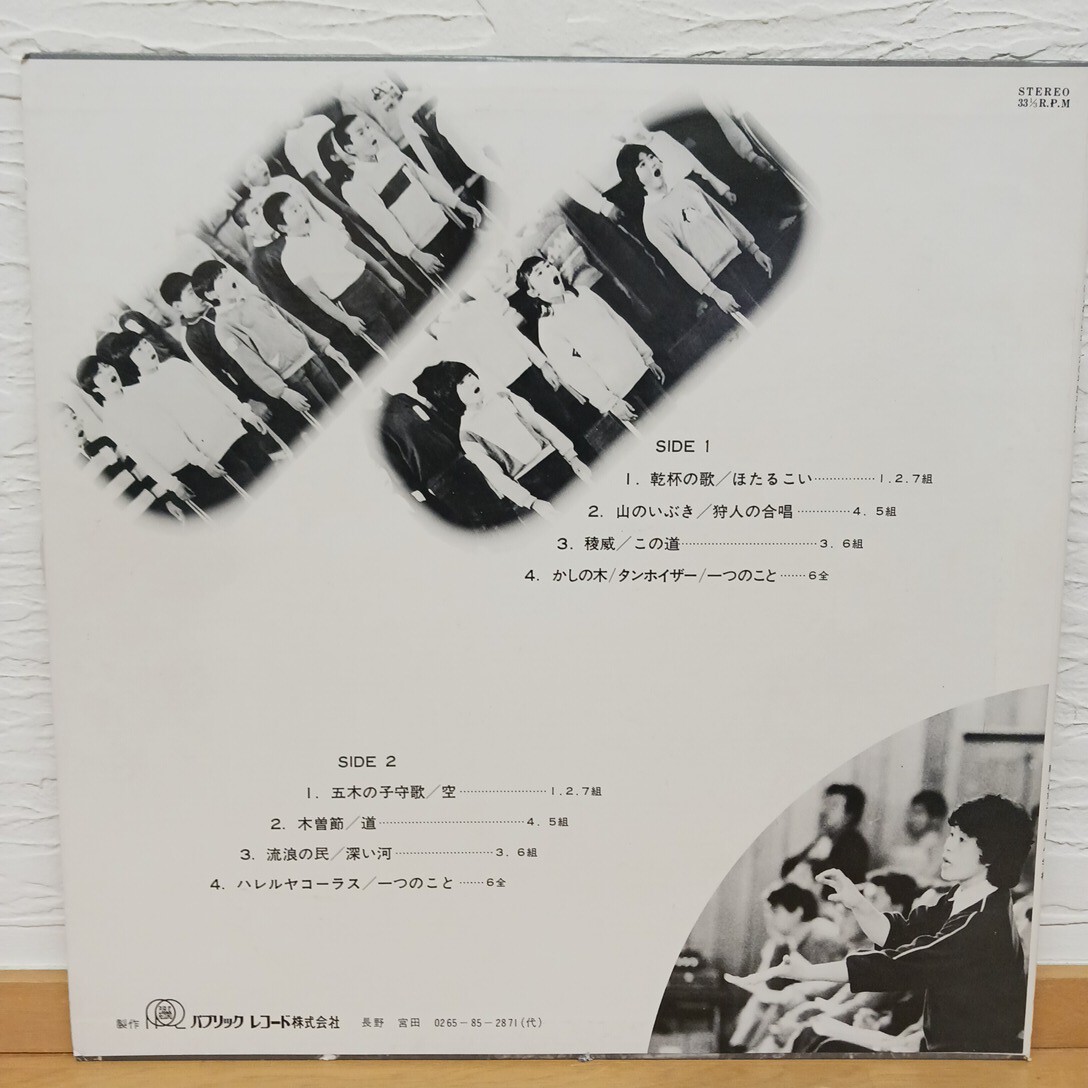 STEREO
33⅓R.P.M
SIDE 1
1. 乾杯の歌／ほたるこい……………1.2.7組
2. 山のいぶき／狩人の合唱…………4.5組
3. 稜威／この道……………………………3.6組
4. かしの木/タンホイザー/一つのこと……6全
SIDE 2
1. 五木の子守歌／空…………………1.2.7組
2. 木曽節／道………………………………4.5組
3. 流浪の民／深い河……………………3.6組
4. ハレルヤコーラス／一つのこと……6全
製作 パブリック レコード株式会社 長野 宮田 0265-85-2871(代)